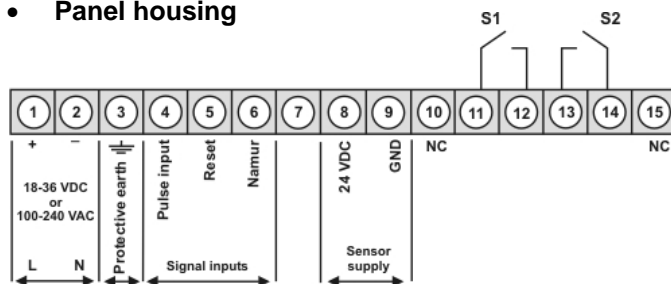 • Panel housing
S1 S2
1 2 3 4 5 6 7 8 9 10 11 12 13 14 15
+ –
18-36 VDC
or
100-240 VAC
L N
Protective earth
Pulse input
Reset
Namur
Signal inputs
24 VDC
GND
Sensor
supply
NC
NC